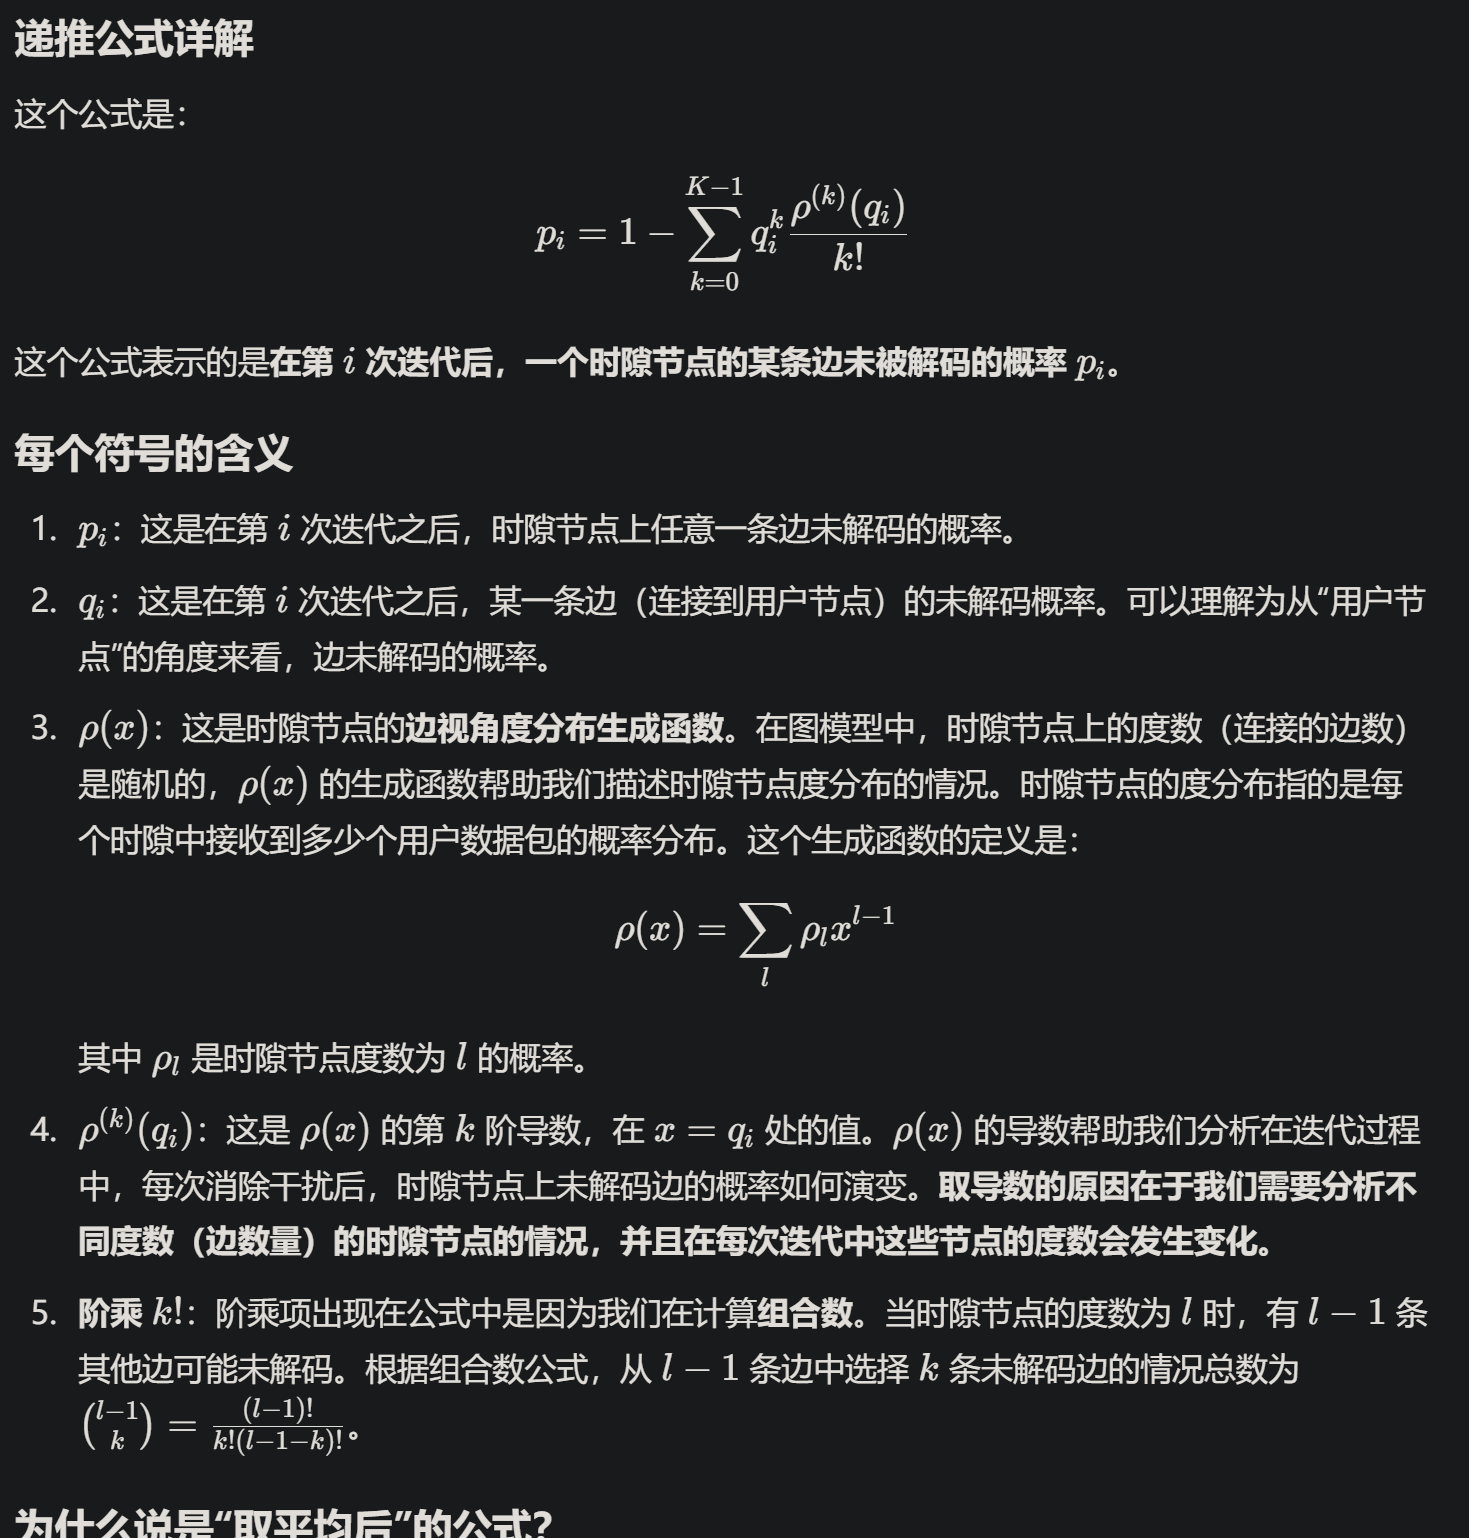 递推公式详解
这个公式是：
$p_i = 1 - \sum_{k=0}^{K-1} q_i^k \frac{\rho^{(k)}(q_i)}{k!}$
这个公式表示的是在第 $i$ 次迭代后，一个时隙节点的某条边未被解码的概率 $p_i$。
每个符号的含义
1. $p_i$：这是在第 $i$ 次迭代之后，时隙节点上任意一条边未解码的概率。
2. $q_i$：这是在第 $i$ 次迭代之后，某一条边（连接到用户节点）的未解码概率。可以理解为从“用户节
点”的角度来看，边未解码的概率。
3. $\rho(x)$：这是时隙节点的边视角度分布生成函数。在图模型中，时隙节点上的度数（连接的边数）
是随机的，$\rho(x)$ 的生成函数帮助我们描述时隙节点度分布的情况。时隙节点的度分布指的是每
个时隙中接收到多少个用户数据包的概率分布。这个生成函数的定义是：
$\rho(x) = \sum_l \rho_l x^{l-1}$
其中 $\rho_l$ 是时隙节点度数为 $l$ 的概率。
4. $\rho^{(k)}(q_i)$：这是 $\rho(x)$ 的第 $k$ 阶导数，在 $x = q_i$ 处的值。$\rho(x)$ 的导数帮助我们分析在迭代过程
中，每次消除干扰后，时隙节点上未解码边的概率如何演变。取导数的原因在于我们需要分析不
同度数（边数量）的时隙节点的情况，并且在每次迭代中这些节点的度数会发生变化。
5. 阶乘 $k!$：阶乘项出现在公式中是因为我们在计算组合数。当时隙节点的度数为 $l$ 时，有 $l-1$ 条
其他边可能未解码。根据组合数公式，从 $l-1$ 条边中选择 $k$ 条未解码边的情况总数为
$\binom{l-1}{k} = \frac{(l-1)!}{k!(l-1-k)!}$。
为什么说是“取平均后”的公式？